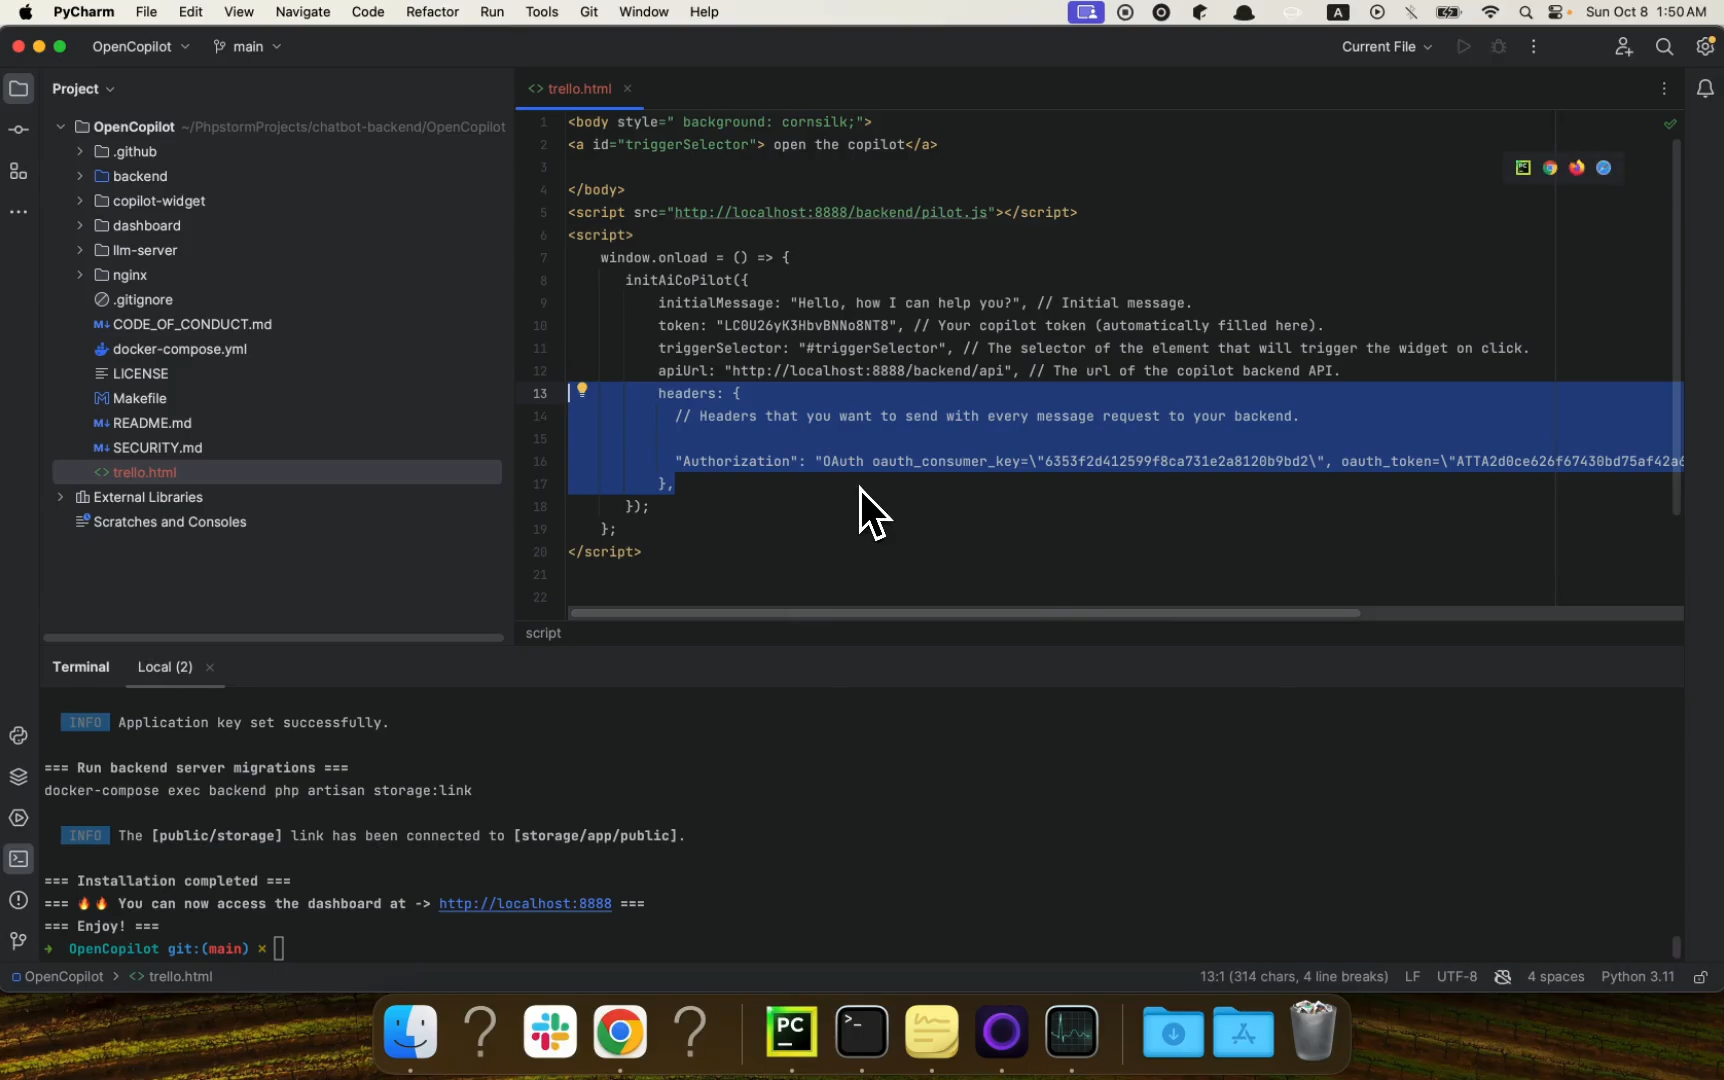 PyCharm File Edit View Navigate Code Refactor Run Tools Git Window Help A Sun Oct 8 1:50 AM
OpenCopilot main Current File
Project
trello.html
OpenCopilot ~/PhpstormProjects/chatbot-backend/OpenCopilot
.github
backend
copilot-widget
dashboard
llm-server
nginx
.gitignore
M↓ CODE_OF_CONDUCT.md
docker-compose.yml
LICENSE
Makefile
M↓ README.md
M↓ SECURITY.md
<> trello.html
External Libraries
Scratches and Consoles
1 <body style=" background: cornsilk;">
2 <a id="triggerSelector"> open the copilot</a>
3
4 </body>
5 <script src="http://localhost:8888/backend/pilot.js"></script>
6 <script>
7 window.onload = () => {
8 initAiCoPilot({
9 initialMessage: "Hello, how I can help you?", // Initial message.
10 token: "LC0U26yK3HbvBNNo8NT8", // Your copilot token (automatically filled here).
11 triggerSelector: "#triggerSelector", // The selector of the element that will trigger the widget on click.
12 apiUrl: "http://localhost:8888/backend/api", // The url of the copilot backend API.
13 headers: {
14 // Headers that you want to send with every message request to your backend.
15
16 "Authorization": "OAuth oauth_consumer_key=\"6353f2d412599f8ca731e2a8120b9bd2\", oauth_token=\"ATTA2d0ce626f67430bd75af42a6
17 },
18 });
19 };
20 </script>
21
22
script
Terminal Local (2)
INFO Application key set successfully.
=== Run backend server migrations ===
docker-compose exec backend php artisan storage:link
INFO The [public/storage] link has been connected to [storage/app/public].
=== Installation completed ===
=== 🔥🔥 You can now access the dashboard at -> http://localhost:8888 ===
=== Enjoy! ===
➜ OpenCopilot git:(main) ×
OpenCopilot > <> trello.html 13:1 (314 chars, 4 line breaks) LF UTF-8 4 spaces Python 3.11
PC